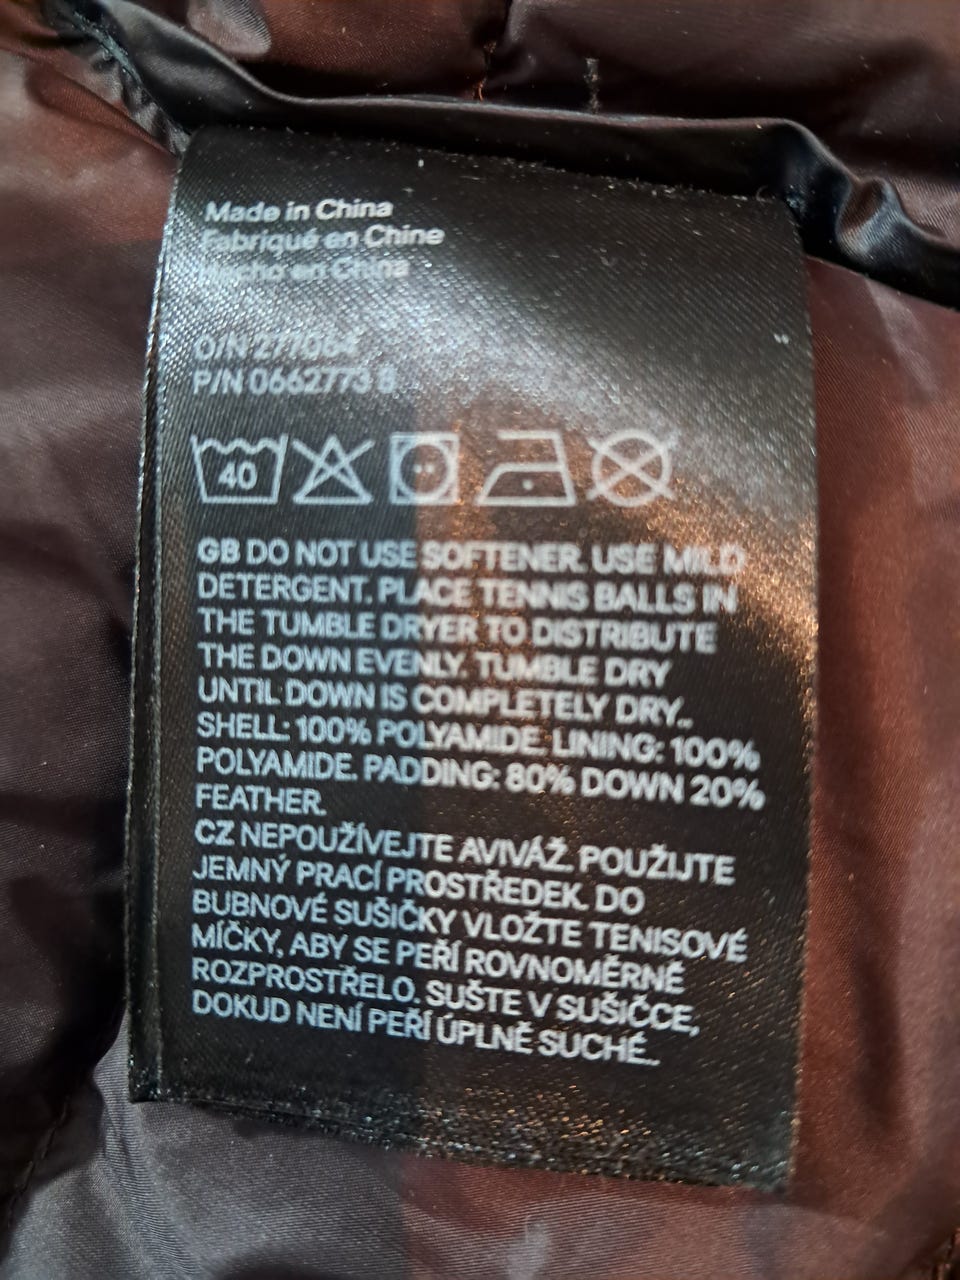 Made in China
Fabriqué en Chine
Hecho en China
O/N
P/N 0662773
40
GB DO NOT USE SOFTENER. USE MILD
DETERGENT. PLACE TENNIS BALLS IN
THE TUMBLE DRYER TO DISTRIBUTE
THE DOWN EVENLY. TUMBLE DRY
UNTIL DOWN IS COMPLETELY DRY..
SHELL: 100% POLYAMIDE. LINING: 100%
POLYAMIDE. PADDING: 80% DOWN 20%
FEATHER.
CZ NEPOUŽÍVEJTE AVIVÁŽ. POUŽIJTE
JEMNÝ PRACÍ PROSTŘEDEK. DO
BUBNOVÉ SUŠIČKY VLOŽTE TENISOVÉ
MÍČKY, ABY SE PEŘÍ ROVNOMĚRNĚ
ROZPROSTŘELO. SUŠTE V SUŠIČCE,
DOKUD NENÍ PEŘÍ ÚPLNĚ SUCHÉ..